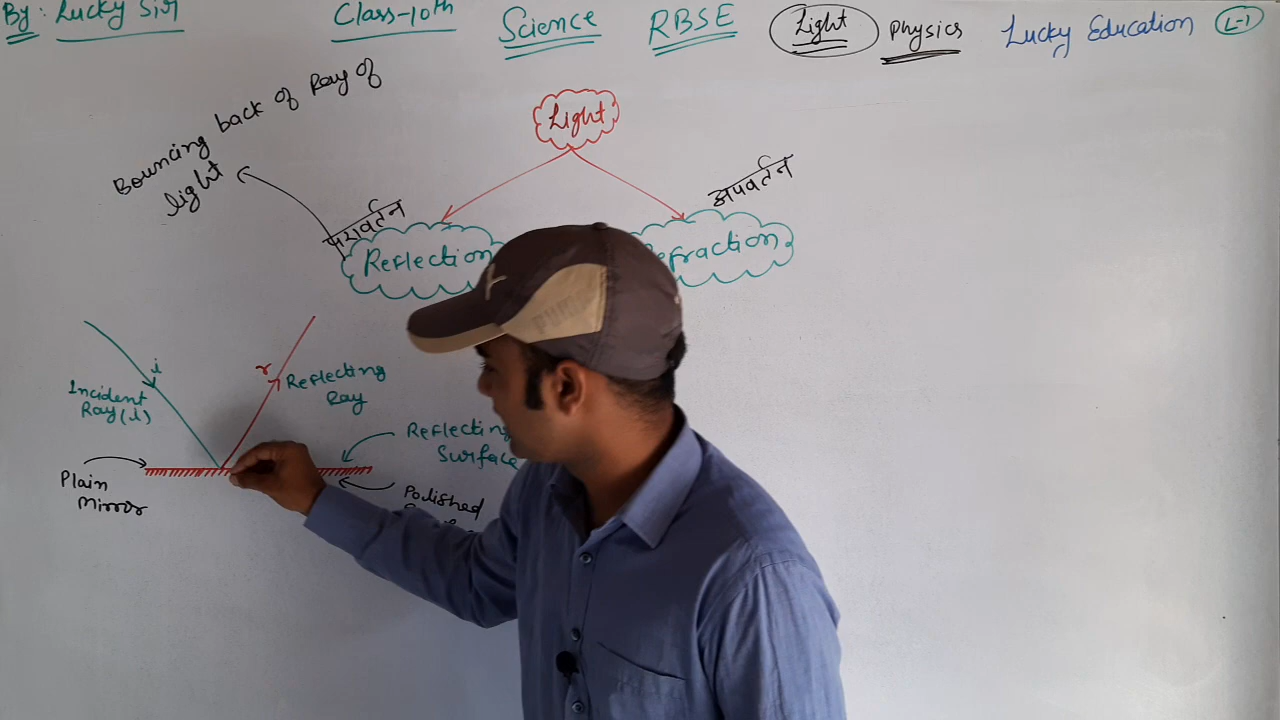 By: Lucky Sir
Class-10th
Science
RBSE
Light
Physics
Lucky Education
L-1
Bouncing back of Ray of
light
Light
परावर्तन
अपवर्तन
Reflection
efraction
i
r
Incident
Ray (i)
Reflecting
Ray
Reflecting
Surface
Plain
Mirror
Polished